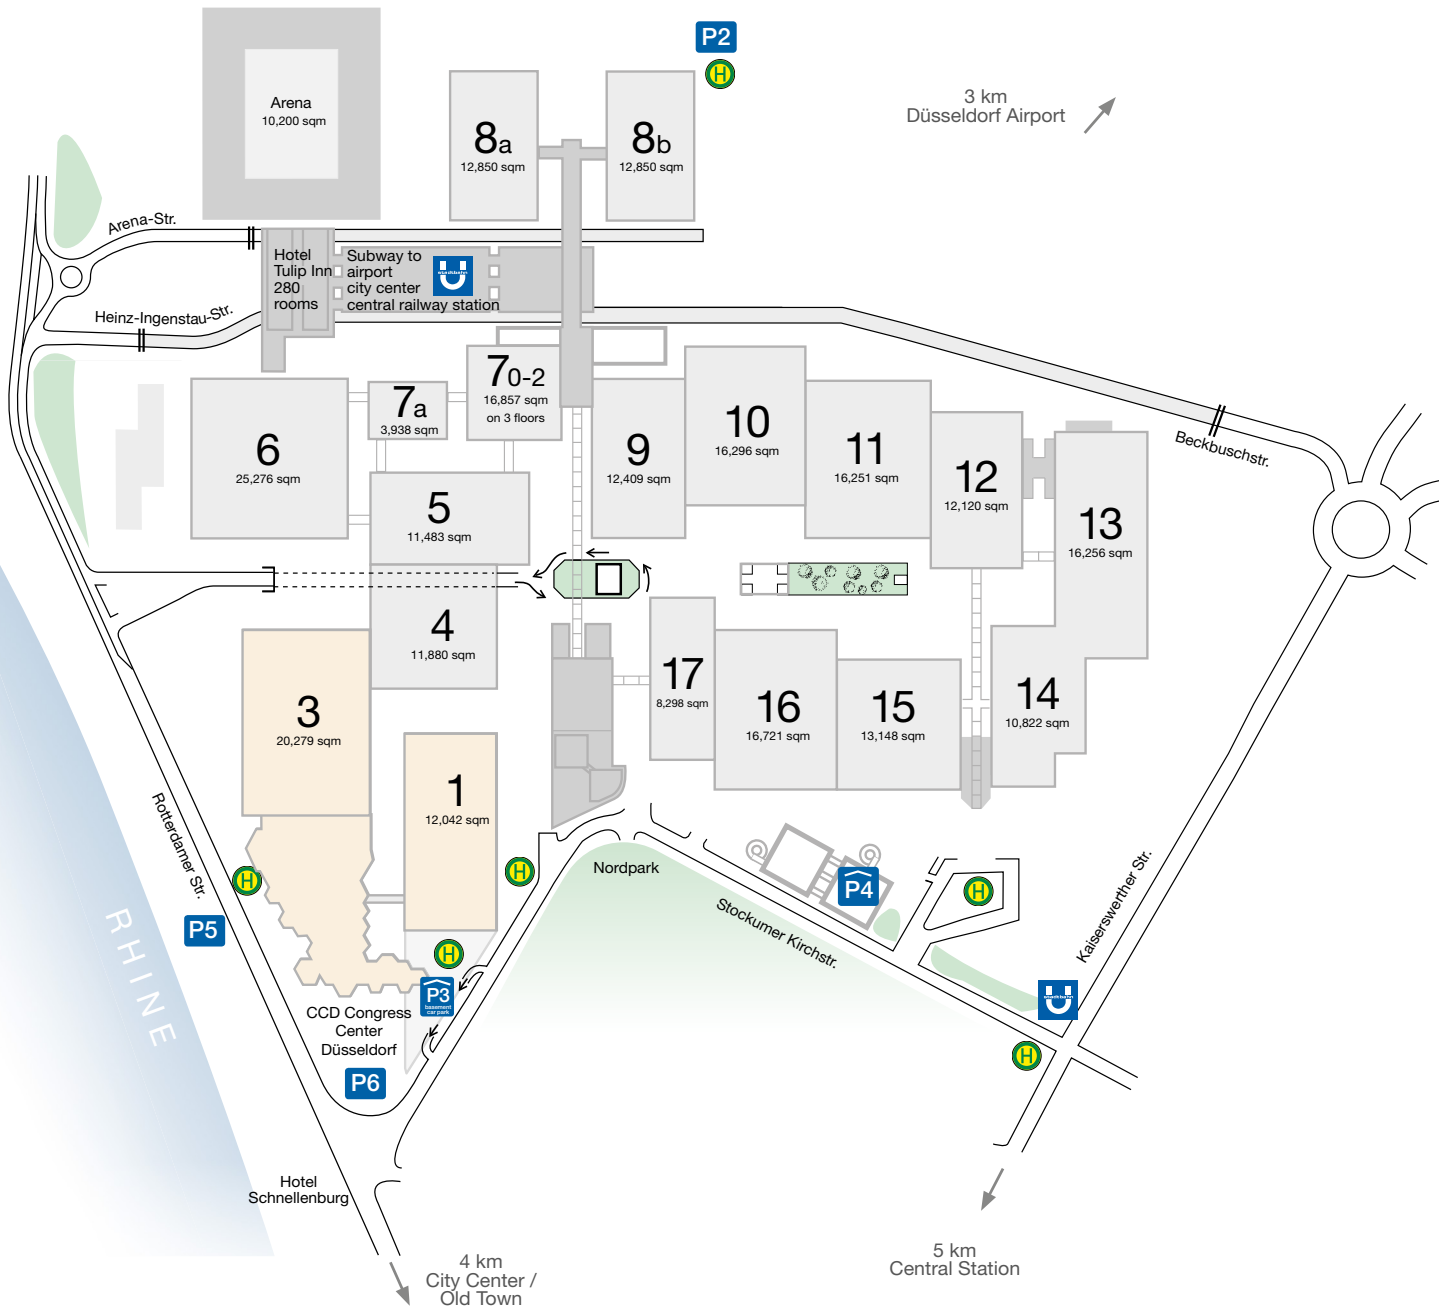 P2
H
Arena
10,200 sqm
8a
12,850 sqm
8b
12,850 sqm
3 km
Düsseldorf Airport
Arena-Str.
Hotel
Tulip Inn
280
rooms
Subway to
airport
city center
central railway station
stadtbahn
U
Heinz-Ingenstau-Str.
70-2
16,857 sqm
on 3 floors
7a
3,938 sqm
6
25,276 sqm
5
11,483 sqm
9
12,409 sqm
10
16,296 sqm
11
16,251 sqm
12
12,120 sqm
13
16,256 sqm
Beckbuschstr.
4
11,880 sqm
3
20,279 sqm
1
12,042 sqm
17
8,298 sqm
16
16,721 sqm
15
13,148 sqm
14
10,822 sqm
Rotterdamer Str.
H
H
Nordpark
P4
H
Stockumer Kirchstr.
Kaiserswerther Str.
RHINE
P5
H
P3
basement
car park
stadtbahn
U
H
CCD Congress
Center
Düsseldorf
P6
Hotel
Schnellenburg
4 km
City Center /
Old Town
5 km
Central Station